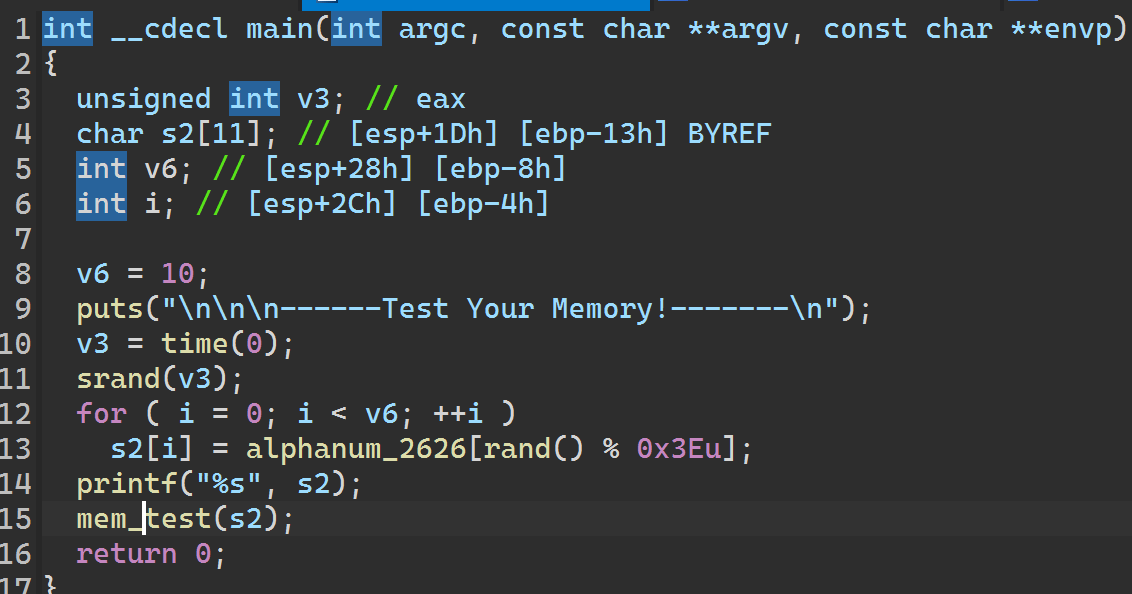 1 int __cdecl main(int argc, const char **argv, const char **envp)
2 {
3   unsigned int v3; // eax
4   char s2[11]; // [esp+1Dh] [ebp-13h] BYREF
5   int v6; // [esp+28h] [ebp-8h]
6   int i; // [esp+2Ch] [ebp-4h]
7
8   v6 = 10;
9   puts("\n\n\n------Test Your Memory!-------\n");
10   v3 = time(0);
11   srand(v3);
12   for ( i = 0; i < v6; ++i )
13     s2[i] = alphanum_2626[rand() % 0x3Eu];
14   printf("%s", s2);
15   mem_test(s2);
16   return 0;
17 }